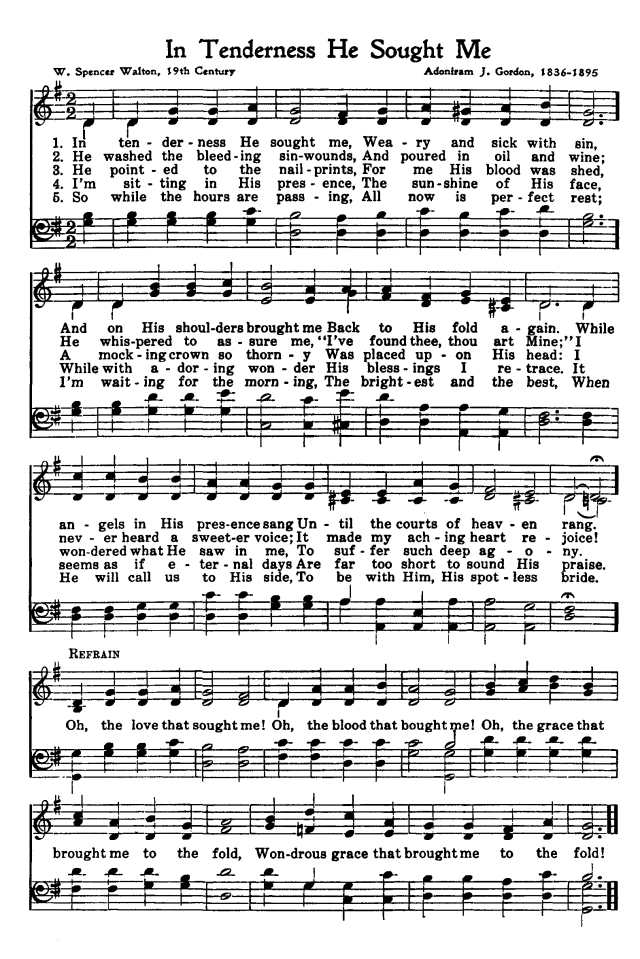 In Tenderness He Sought Me
W. Spencer Walton, 19th Century Adoniram J. Gordon, 1836-1895
1. In ten - der - ness He sought me, Wea - ry and sick with sin,
2. He washed the bleed - ing sin-wounds, And poured in oil and wine;
3. He point - ed to the nail - prints, For me His blood was shed,
4. I'm sit - ting in His pres - ence, The sun - shine of His face,
5. So while the hours are pass - ing, All now is per - fect rest;
And on His shoul-ders brought me Back to His fold a - gain. While
He whis-pered to as - sure me, "I've found thee, thou art Mine;" I
A mock - ing crown so thorn - y Was placed up - on His head: I
While with a - dor - ing won - der His bless - ings I re - trace. It
I'm wait - ing for the morn - ing, The bright - est and the best, When
an - gels in His pres-ence sang Un - til the courts of heav - en rang.
nev - er heard a sweet-er voice; It made my ach - ing heart re - joice!
won-dered what He saw in me, To suf - fer such deep ag - o - ny.
seems as if e - ter - nal days Are far too short to sound His praise.
He will call us to His side, To be with Him, His spot - less bride.
REFRAIN
Oh, the love that sought me! Oh, the blood that bought me! Oh, the grace that
brought me to the fold, Won-drous grace that brought me to the fold!